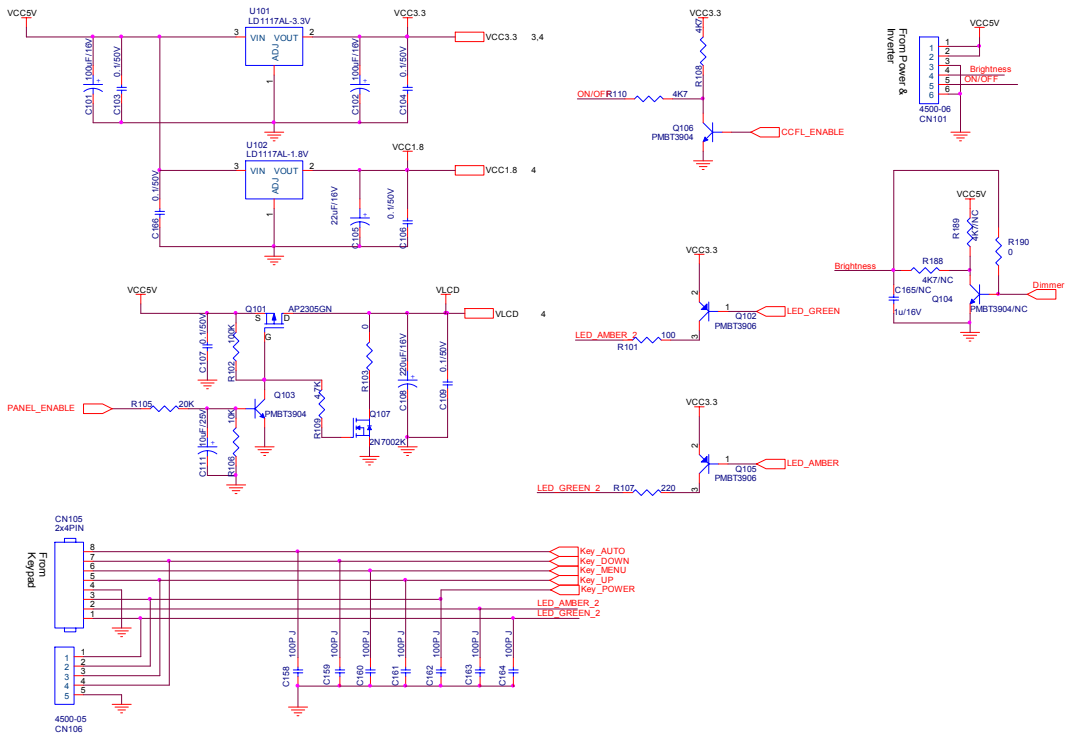 VCC5V
U101
LD1117AL-3.3V
3
VIN
VOUT
2
ADJ
1
VCC3.3
VCC3.3
3,4
C101
100uF/16V
C103
0.1/50V
C102
100uF/16V
C104
0.1/50V
U102
LD1117AL-1.8V
3
VIN
VOUT
2
ADJ
1
VCC1.8
VCC1.8
4
C166
0.1/50V
C105
22uF/16V
C106
0.1/50V
VCC3.3
4K7
R108
ON/OFF
R110
4K7
Q106
PMBT3904
CCFL_ENABLE
From Power &
Inverter
VCC5V
1
2
3
4
5
6
1
2
3
4
5
6
Brightness
ON/OFF
4500-06
CN101
VCC5V
R189
4K7/NC
R190
0
Brightness
R188
4K7/NC
C165/NC
1u/16V
Q104
PMBT3904/NC
Dimmer
VCC5V
Q101
AP2305GN
S
D
G
VLCD
VLCD
4
C107
0.1/50V
R102
100K
0
R103
C108
220uF/16V
C109
0.1/50V
PANEL_ENABLE
R105
20K
Q103
PMBT3904
C111
10uF/25V
R106
10K
R109
4.7K
Q107
2N7002K
VCC3.3
2
1
3
Q102
PMBT3906
LED_GREEN
LED_AMBER_2
R101
100
VCC3.3
2
1
3
Q105
PMBT3906
LED_AMBER
LED_GREEN_2
R107
220
CN105
2x4PIN
From
Keypad
8
7
6
5
4
3
2
1
Key_AUTO
Key_DOWN
Key_MENU
Key_UP
Key_POWER
LED_AMBER_2
LED_GREEN_2
C158
100P J
C159
100P J
C160
100P J
C161
100P J
C162
100P J
C163
100P J
C164
100P J
1
2
3
4
5
1
2
3
4
5
4500-05
CN106